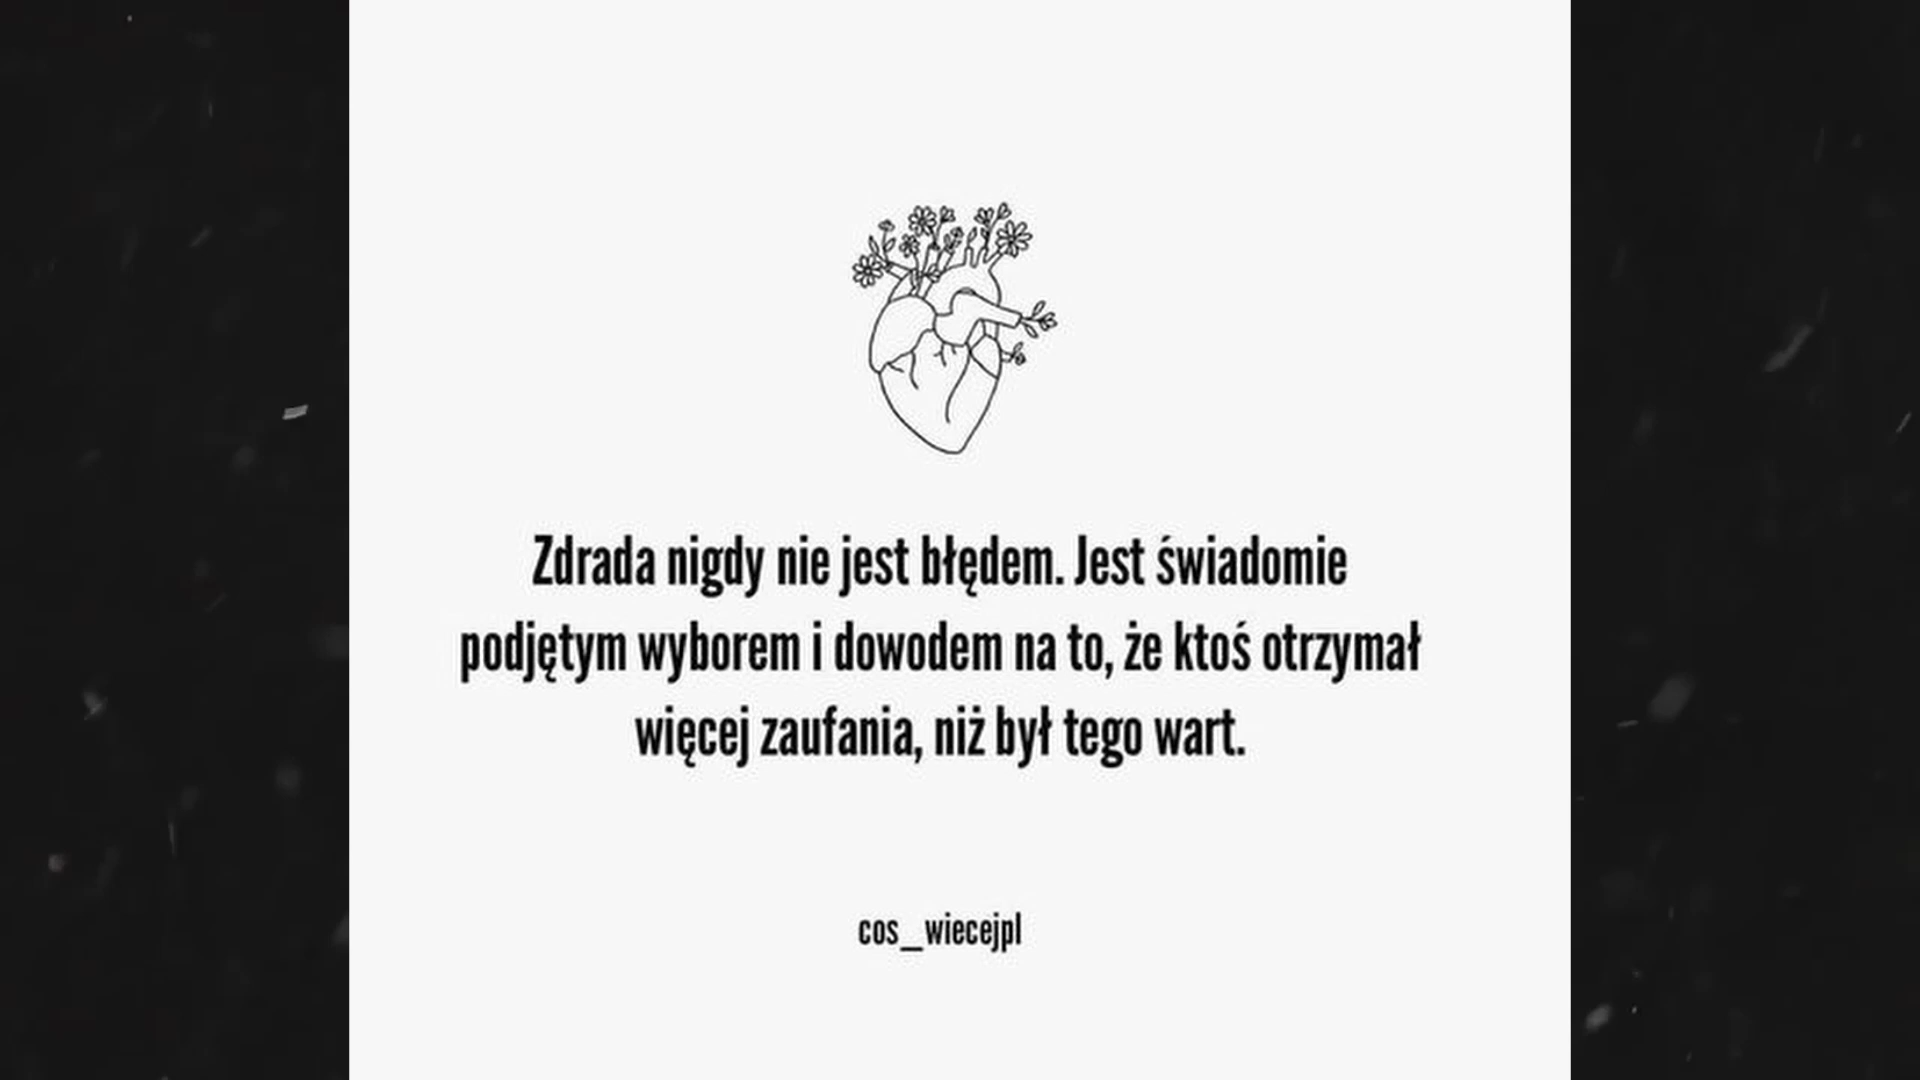 Zdrada nigdy nie jest błędem. Jest świadomie
podjętym wyborem i dowodem na to, że ktoś otrzymał
więcej zaufania, niż był tego wart.
cos_wiecejpl